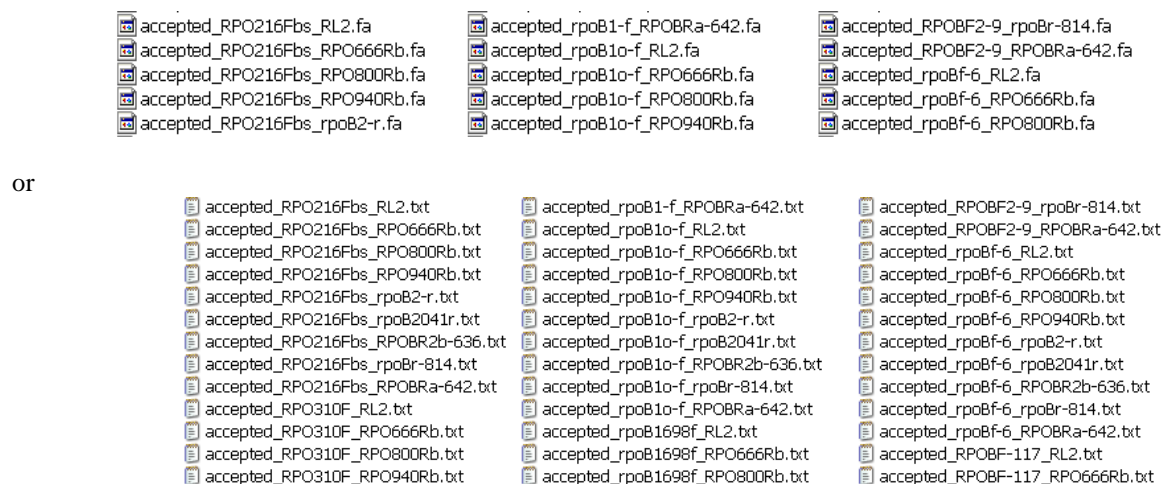 accepted_RPO216Fbs_RL2.fa accepted_rpoB1-f_RPOBRa-642.fa accepted_RPOBF2-9_rpoBr-814.fa
accepted_RPO216Fbs_RPO666Rb.fa accepted_rpoB1o-f_RL2.fa accepted_RPOBF2-9_RPOBRa-642.fa
accepted_RPO216Fbs_RPO800Rb.fa accepted_rpoB1o-f_RPO666Rb.fa accepted_rpoBf-6_RL2.fa
accepted_RPO216Fbs_RPO940Rb.fa accepted_rpoB1o-f_RPO800Rb.fa accepted_rpoBf-6_RPO666Rb.fa
accepted_RPO216Fbs_rpoB2-r.fa accepted_rpoB1o-f_RPO940Rb.fa accepted_rpoBf-6_RPO800Rb.fa
or
accepted_RPO216Fbs_RL2.txt accepted_rpoB1-f_RPOBRa-642.txt accepted_RPOBF2-9_rpoBr-814.txt
accepted_RPO216Fbs_RPO666Rb.txt accepted_rpoB1o-f_RL2.txt accepted_RPOBF2-9_RPOBRa-642.txt
accepted_RPO216Fbs_RPO800Rb.txt accepted_rpoB1o-f_RPO666Rb.txt accepted_rpoBf-6_RL2.txt
accepted_RPO216Fbs_RPO940Rb.txt accepted_rpoB1o-f_RPO800Rb.txt accepted_rpoBf-6_RPO666Rb.txt
accepted_RPO216Fbs_rpoB2-r.txt accepted_rpoB1o-f_RPO940Rb.txt accepted_rpoBf-6_RPO800Rb.txt
accepted_RPO216Fbs_rpoB2041r.txt accepted_rpoB1o-f_rpoB2-r.txt accepted_rpoBf-6_RPO940Rb.txt
accepted_RPO216Fbs_RPOBR2b-636.txt accepted_rpoB1o-f_rpoB2041r.txt accepted_rpoBf-6_rpoB2-r.txt
accepted_RPO216Fbs_rpoBr-814.txt accepted_rpoB1o-f_RPOBR2b-636.txt accepted_rpoBf-6_rpoB2041r.txt
accepted_RPO216Fbs_RPOBRa-642.txt accepted_rpoB1o-f_rpoBr-814.txt accepted_rpoBf-6_RPOBR2b-636.txt
accepted_RPO310F_RL2.txt accepted_rpoB1o-f_RPOBRa-642.txt accepted_rpoBf-6_rpoBr-814.txt
accepted_RPO310F_RPO666Rb.txt accepted_rpoB1698f_RL2.txt accepted_rpoBf-6_RPOBRa-642.txt
accepted_RPO310F_RPO800Rb.txt accepted_rpoB1698f_RPO666Rb.txt accepted_RPOBF-117_RL2.txt
accepted_RPO310F_RPO940Rb.txt accepted_rpoB1698f_RPO800Rb.txt accepted_RPOBF-117_RPO666Rb.txt